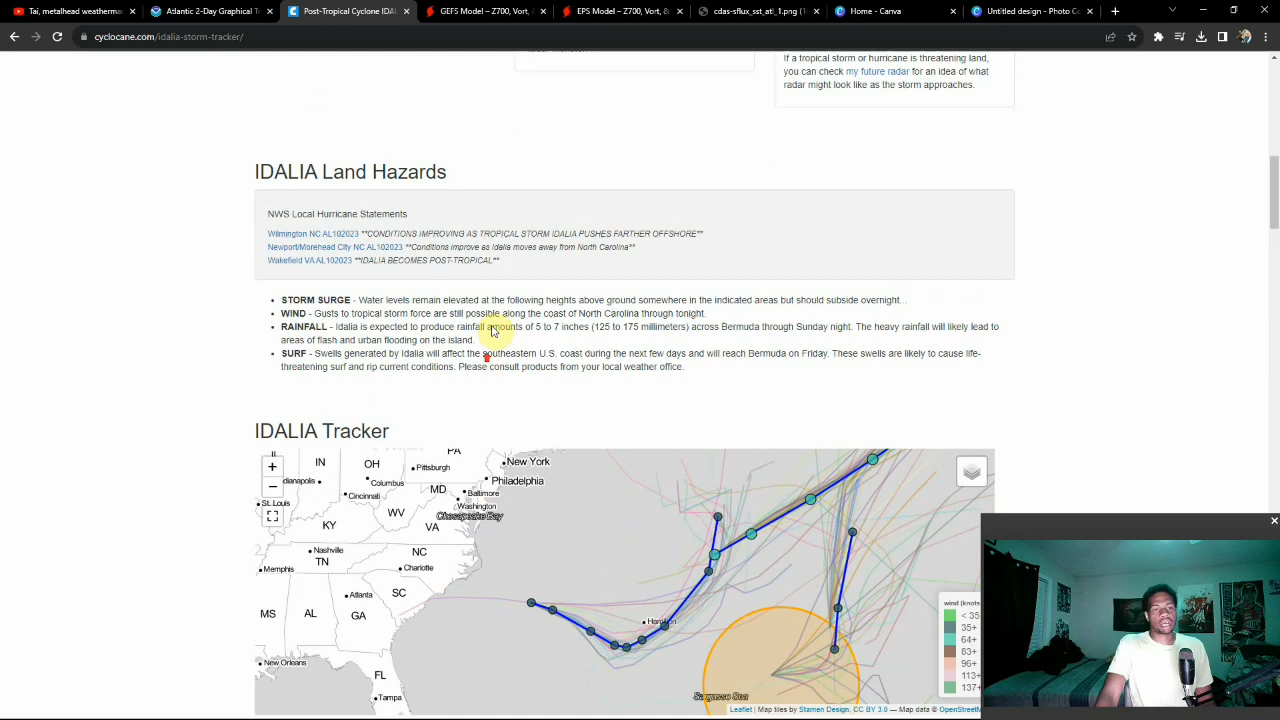 Tai, metalhead weatherman
Atlantic 2-Day Graphical Tr
Post-Tropical Cyclone IDAL
GEFS Model – Z700, Vort, &
EPS Model – Z700, Vort, &
cdas-sflux_sst_atl_1.png (1
Home - Canva
Untitled design - Photo Co
cyclocane.com/idalia-storm-tracker/
If a tropical storm or hurricane is threatening land,
you can check my future radar for an idea of what
radar might look like as the storm approaches.
IDALIA Land Hazards
NWS Local Hurricane Statements
Wilmington NC AL102023 **CONDITIONS IMPROVING AS TROPICAL STORM IDALIA PUSHES FARTHER OFFSHORE**
Newport/Morehead City NC AL102023 **Conditions improve as Idalia moves away from North Carolina**
Wakefield VA AL102023 **IDALIA BECOMES POST-TROPICAL**
STORM SURGE - Water levels remain elevated at the following heights above ground somewhere in the indicated areas but should subside overnight...
WIND - Gusts to tropical storm force are still possible along the coast of North Carolina through tonight.
RAINFALL - Idalia is expected to produce rainfall amounts of 5 to 7 inches (125 to 175 millimeters) across Bermuda through Sunday night. The heavy rainfall will likely lead to
areas of flash and urban flooding on the island.
SURF - Swells generated by Idalia will affect the southeastern U.S. coast during the next few days and will reach Bermuda on Friday. These swells are likely to cause life-
threatening surf and rip current conditions. Please consult products from your local weather office.
IDALIA Tracker
+
−
PA
IN
OH
Pittsburgh
New York
Philadelphia
dianapolis
Columbus
MD
Baltimore
Cincinnati
WV
Washington
St. Louis
Chesapeake Bay
KY
VA
Nashville
NC
TN
Charlotte
Memphis
SC
Atlanta
MS
AL
GA
New Orleans
FL
Tampa
Sargasso Sea
wind (knots
< 35
35+
64+
83+
96+
113+
137+
Leaflet | Map tiles by Stamen Design, CC BY 3.0 — Map data © OpenStreetM